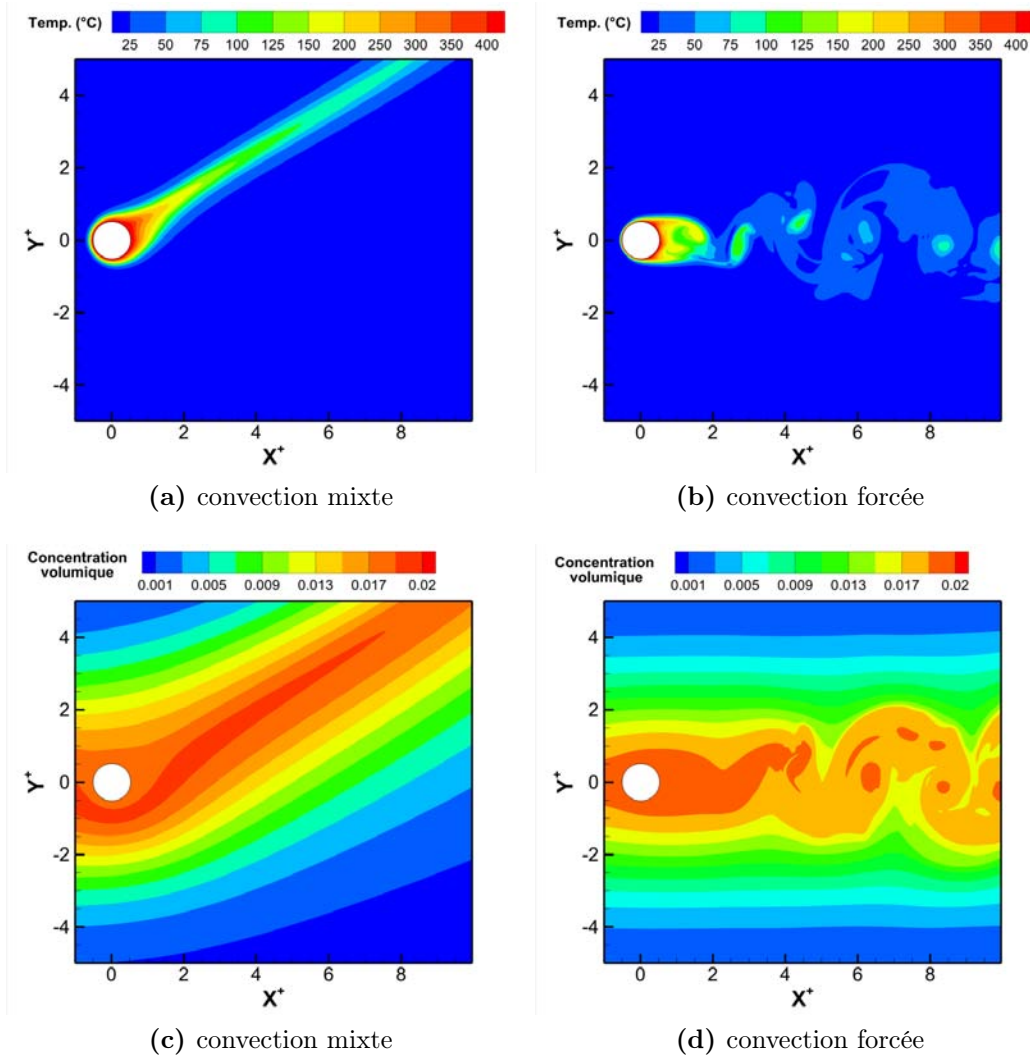 Temp. (°C)
25 50 75 100 125 150 200 250 300 350 400
4
2
0
-2
-4
Y+
0 2 4 6 8
X+
(a) convection mixte
Temp. (°C)
25 50 75 100 125 150 200 250 300 350 400
4
2
0
-2
-4
Y+
0 2 4 6 8
X+
(b) convection forcée
Concentration
volumique
0.001 0.005 0.009 0.013 0.017 0.02
4
2
0
-2
-4
Y+
0 2 4 6 8
X+
(c) convection mixte
Concentration
volumique
0.001 0.005 0.009 0.013 0.017 0.02
4
2
0
-2
-4
Y+
0 2 4 6 8
X+
(d) convection forcée